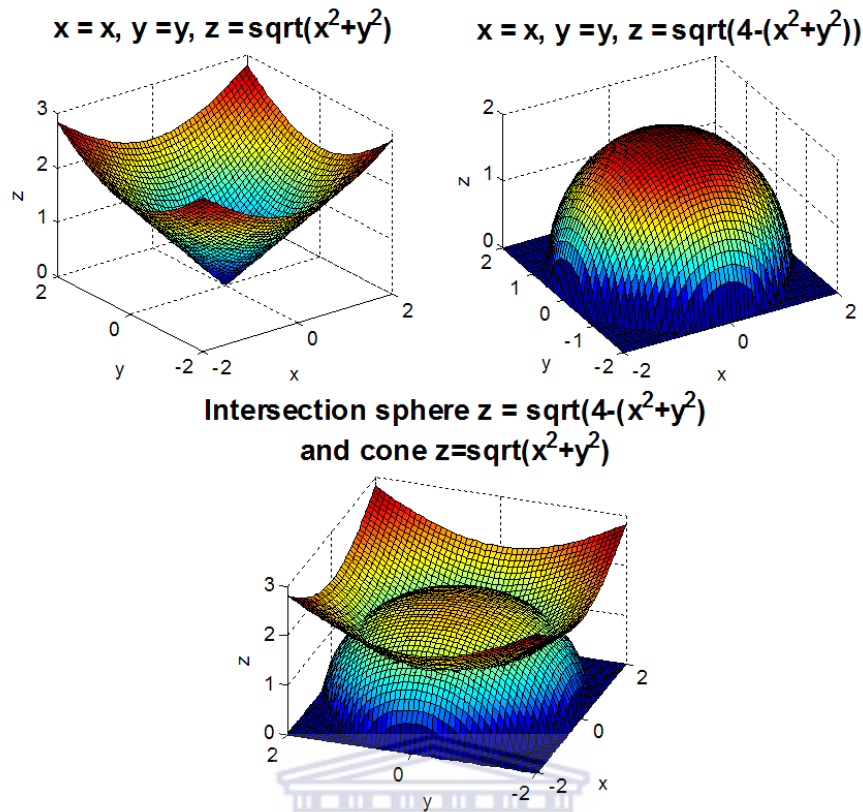 x = x, y =y, z = sqrt(x²+y²)
3
2
1
0
z
2
0
-2
y
-2
0
2
x
x = x, y =y, z = sqrt(4-(x²+y²))
2
1
0
z
2
1
0
-1
-2
y
-2
0
2
x
Intersection sphere z = sqrt(4-(x²+y²)
and cone z=sqrt(x²+y²)
3
2
1
0
z
2
0
-2
y
-2
0
2
x